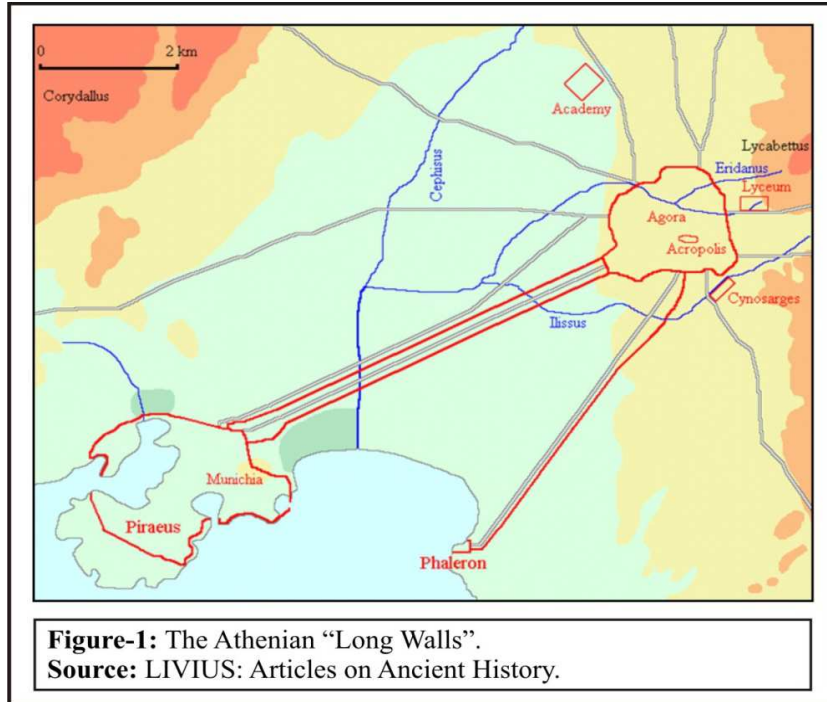 0 2 km
Corydallus
Academy
Cephisus
Lycabettus
Eridanus
Lyceum
Agora
Acropolis
Cynosarges
Ilissus
Munichia
Piraeus
Phaleron
Figure-1: The Athenian “Long Walls”.
Source: LIVIUS: Articles on Ancient History.